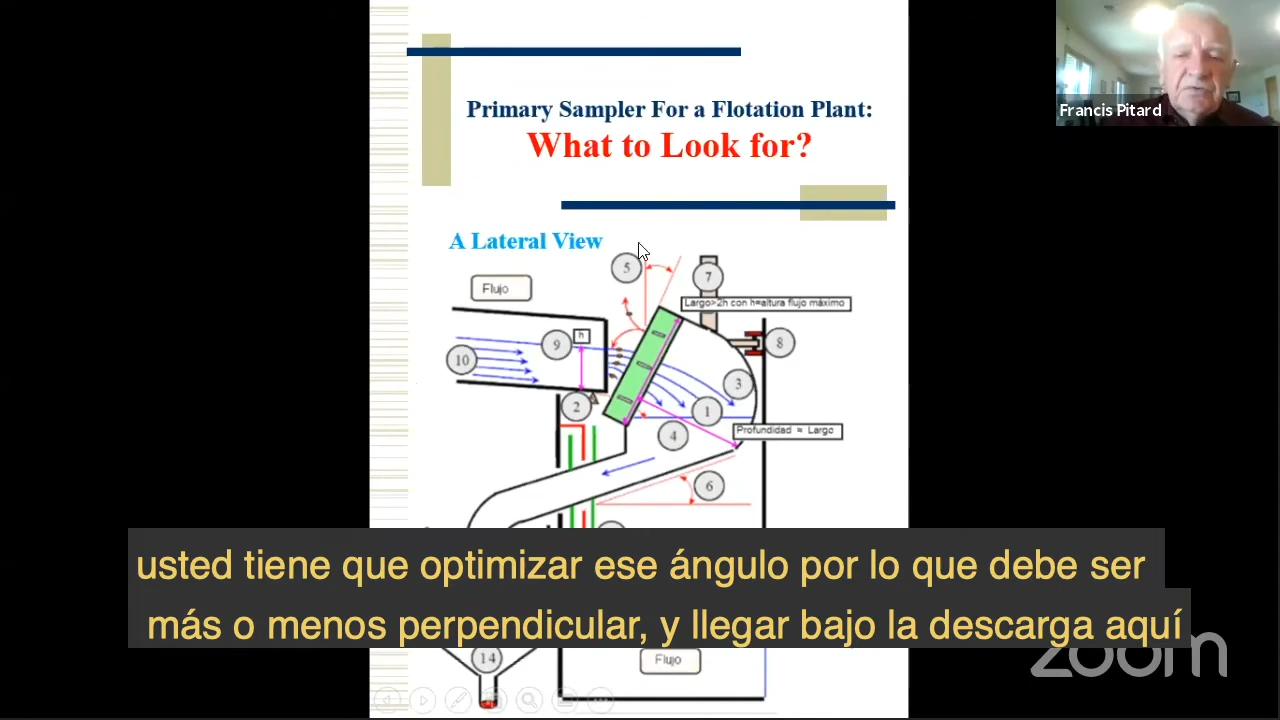 Francis Pitard
Primary Sampler For a Flotation Plant:
What to Look for?
A Lateral View
5
7
Flujo
Largo>2h con h=altura flujo máximo
h
9
8
10
3
2
1
4
Profundidad = Largo
6
usted tiene que optimizar ese ángulo por lo que debe ser
más o menos perpendicular, y llegar bajo la descarga aquí
zoom
14
Flujo